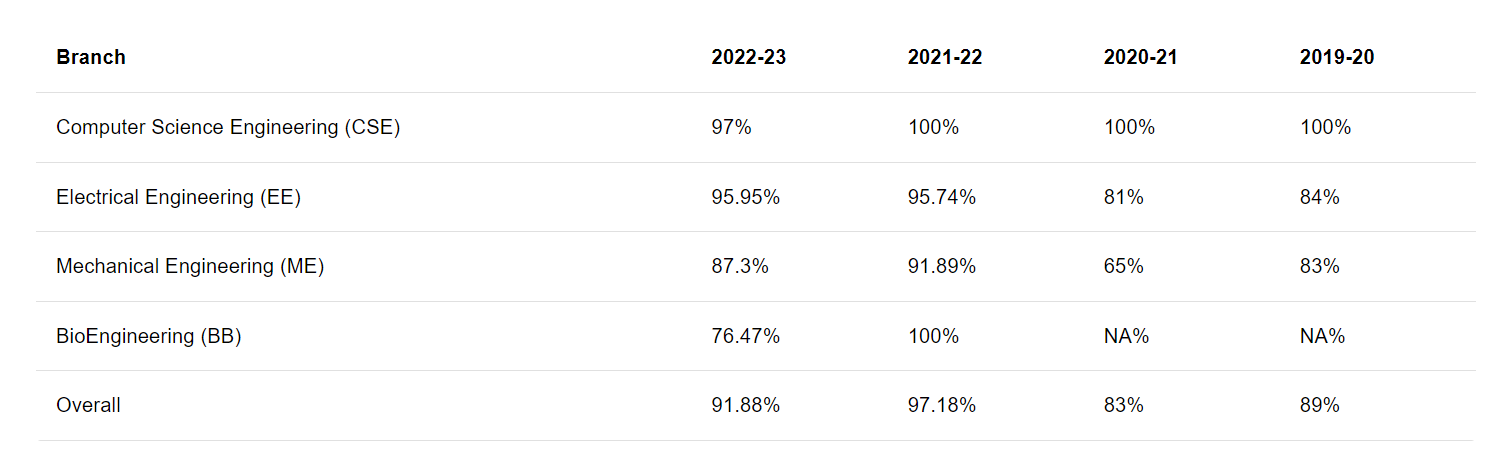 Branch 2022-23 2021-22 2020-21 2019-20
Computer Science Engineering (CSE) 97% 100% 100% 100%
Electrical Engineering (EE) 95.95% 95.74% 81% 84%
Mechanical Engineering (ME) 87.3% 91.89% 65% 83%
BioEngineering (BB) 76.47% 100% NA% NA%
Overall 91.88% 97.18% 83% 89%